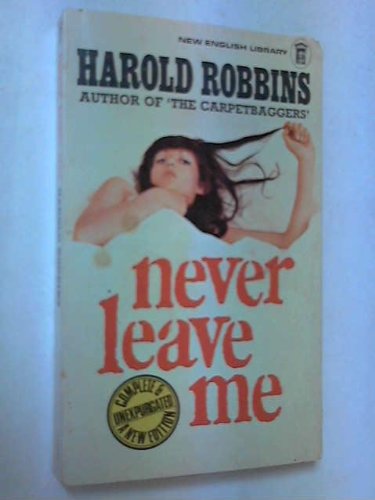 NEW ENGLISH LIBRARY
HAROLD ROBBINS
AUTHOR OF 'THE CARPETBAGGERS'
never
leave
me
COMPLETE &
UNEXPURGATED
A NEW EDITION